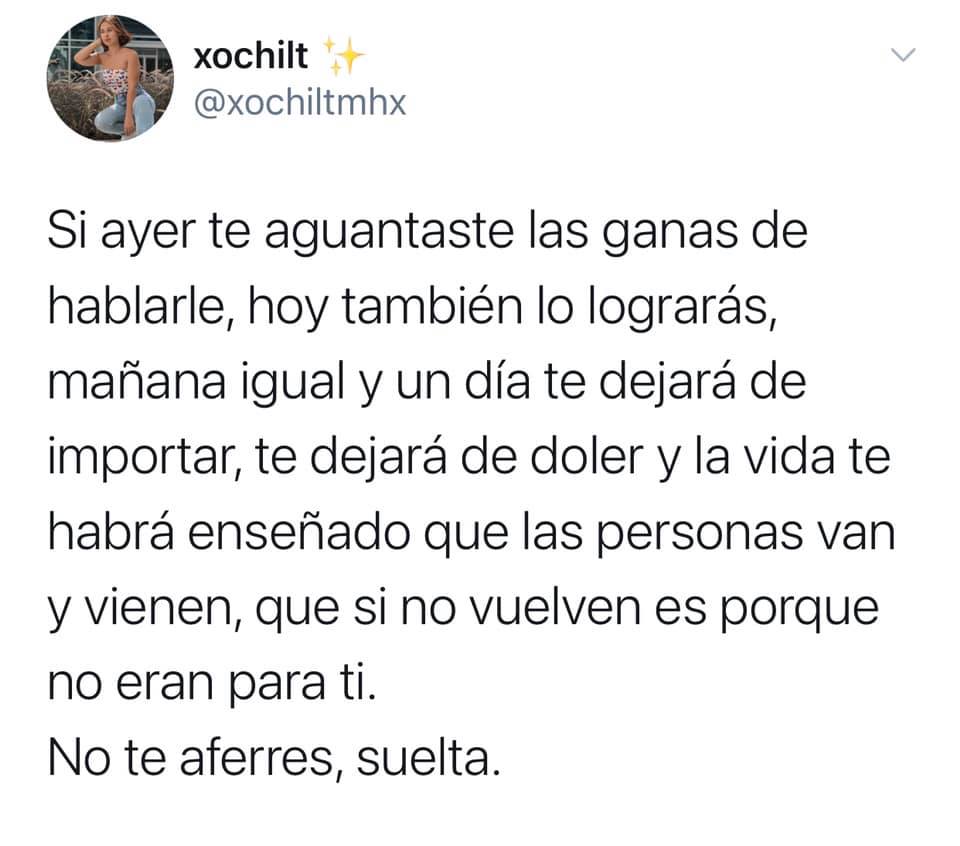 xochilt ✨
@xochiltmhx
Si ayer te aguantaste las ganas de
hablarle, hoy también lo lograrás,
mañana igual y un día te dejará de
importar, te dejará de doler y la vida te
habrá enseñado que las personas van
y vienen, que si no vuelven es porque
no eran para ti.
No te aferres, suelta.